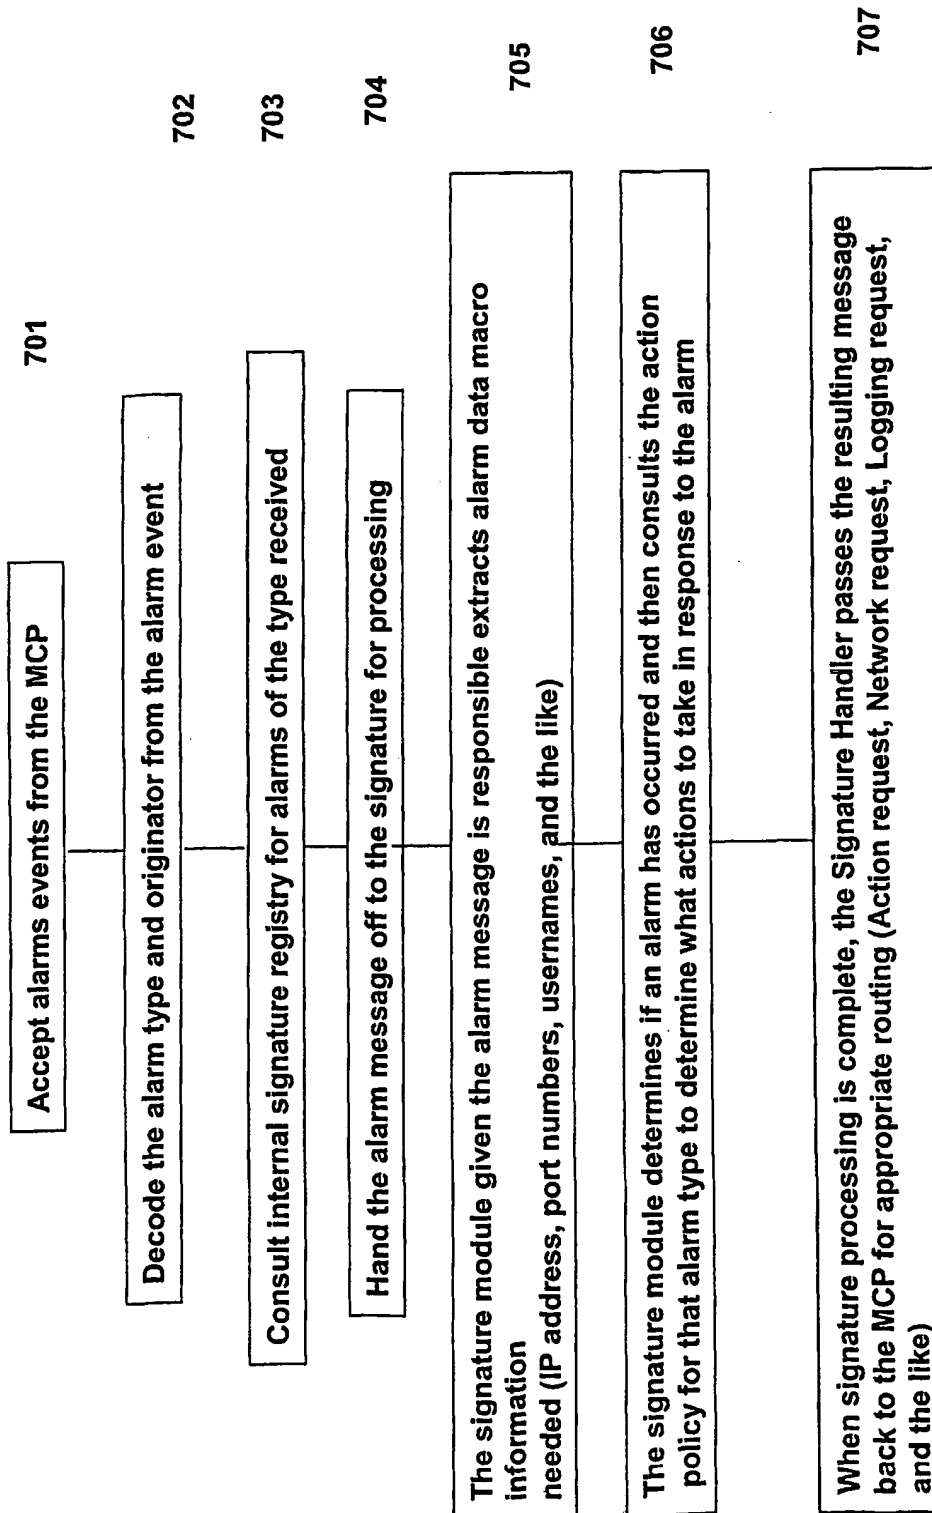 701
Accept alarms events from the MCP
702
Decode the alarm type and originator from the alarm event
703
Consult internal signature registry for alarms of the type received
704
Hand the alarm message off to the signature for processing
705
The signature module given the alarm message is responsible extracts alarm data macro
information
needed (IP address, port numbers, usernames, and the like)
706
The signature module determines if an alarm has occurred and then consults the action
policy for that alarm type to determine what actions to take in response to the alarm
707
When signature processing is complete, the Signature Handler passes the resulting message
back to the MCP for appropriate routing (Action request, Network request, Logging request,
and the like)